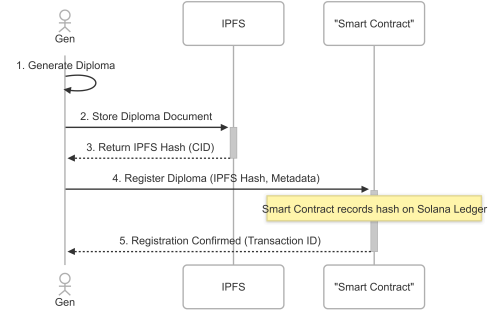 IPFS
"Smart Contract"
Gen
1. Generate Diploma
2. Store Diploma Document
3. Return IPFS Hash (CID)
4. Register Diploma (IPFS Hash, Metadata)
Smart Contract records hash on Solana Ledger
5. Registration Confirmed (Transaction ID)
IPFS
"Smart Contract"
Gen